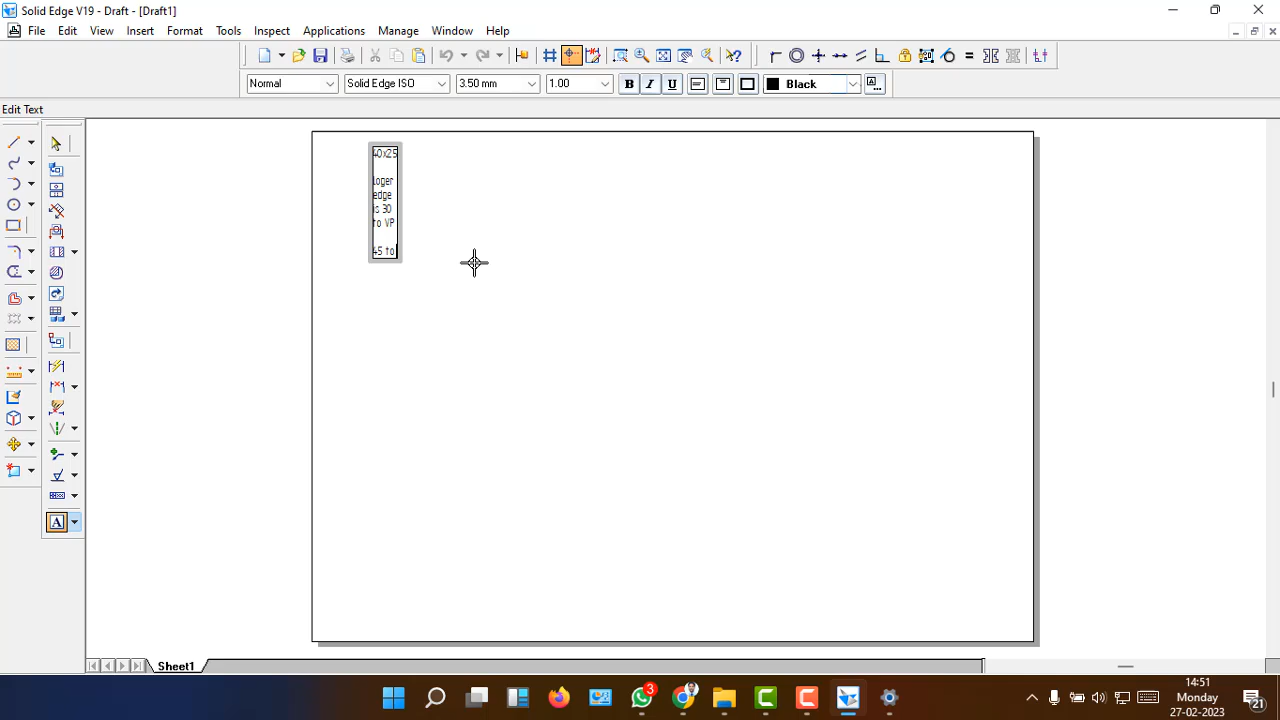 Solid Edge V19 - Draft - [Draft1]
File Edit View Insert Format Tools Inspect Applications Manage Window Help
Normal Solid Edge ISO 3.50 mm 1.00 B I U Black
Edit Text
40x25
loger
edge
is 30
to VP
45 to
A
Sheet1
3
14:51
Monday
27-02-2023
21